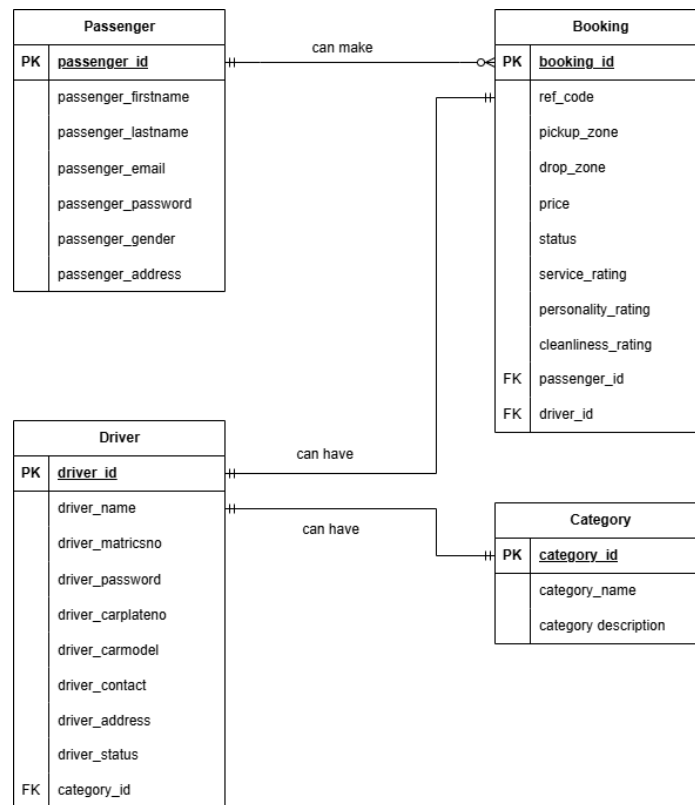 Passenger
PK passenger_id
passenger_firstname
passenger_lastname
passenger_email
passenger_password
passenger_gender
passenger_address
can make
Booking
PK booking_id
ref_code
pickup_zone
drop_zone
price
status
service_rating
personality_rating
cleanliness_rating
FK passenger_id
FK driver_id
Driver
PK driver_id
driver_name
driver_matricsno
driver_password
driver_carplateno
driver_carmodel
driver_contact
driver_address
driver_status
FK category_id
can have
can have
Category
PK category_id
category_name
category description